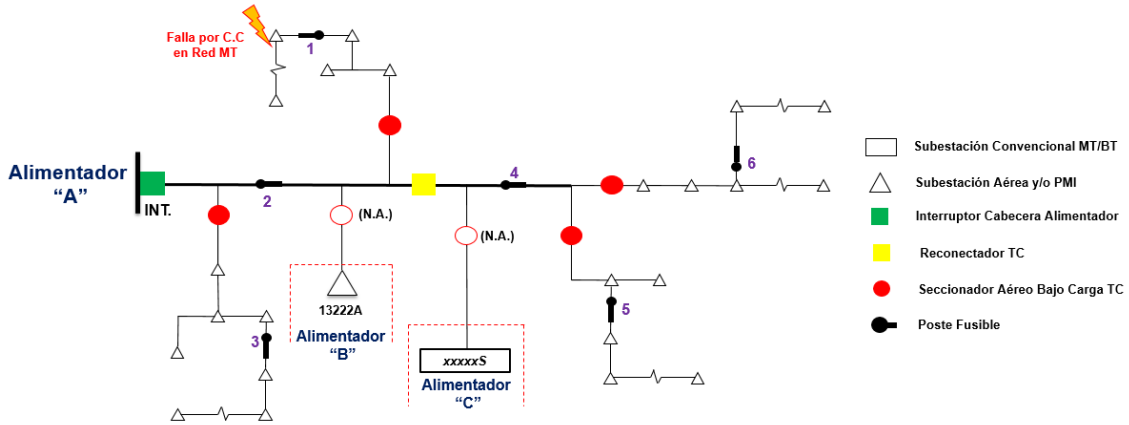 Falla por C.C
en Red MT
1
Alimentador
“A”
INT.
2
4
6
(N.A.)
(N.A.)
3
5
13222A
Alimentador
“B”
xxxxxS
Alimentador
“C”
Subestación Convencional MT/BT
Subestación Aérea y/o PMI
Interruptor Cabecera Alimentador
Reconectador TC
Seccionador Aéreo Bajo Carga TC
Poste Fusible